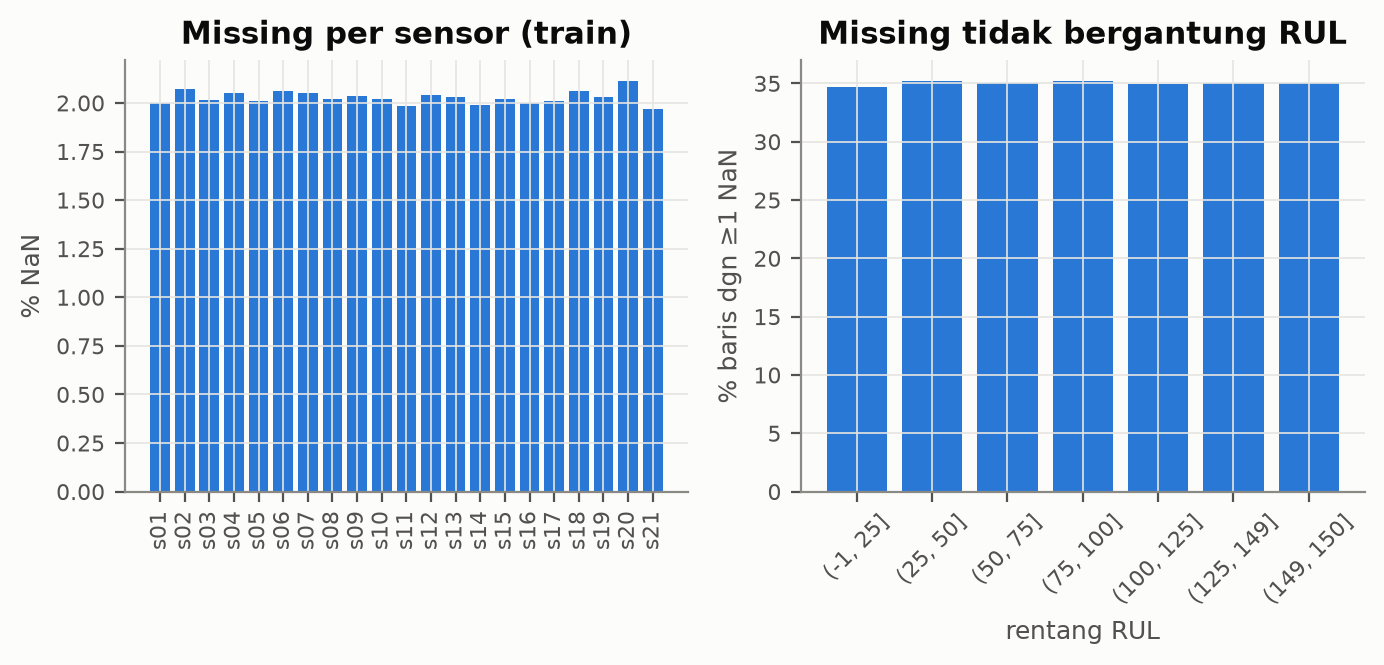 Missing per sensor (train)
% NaN
2.00
1.75
1.50
1.25
1.00
0.75
0.50
0.25
0.00
s01
s02
s03
s04
s05
s06
s07
s08
s09
s10
s11
s12
s13
s14
s15
s16
s17
s18
s19
s20
s21
Missing tidak bergantung RUL
% baris dgn ≥1 NaN
35
30
25
20
15
10
5
0
(-1, 25]
(25, 50]
(50, 75]
(75, 100]
(100, 125]
(125, 149]
(149, 150]
rentang RUL